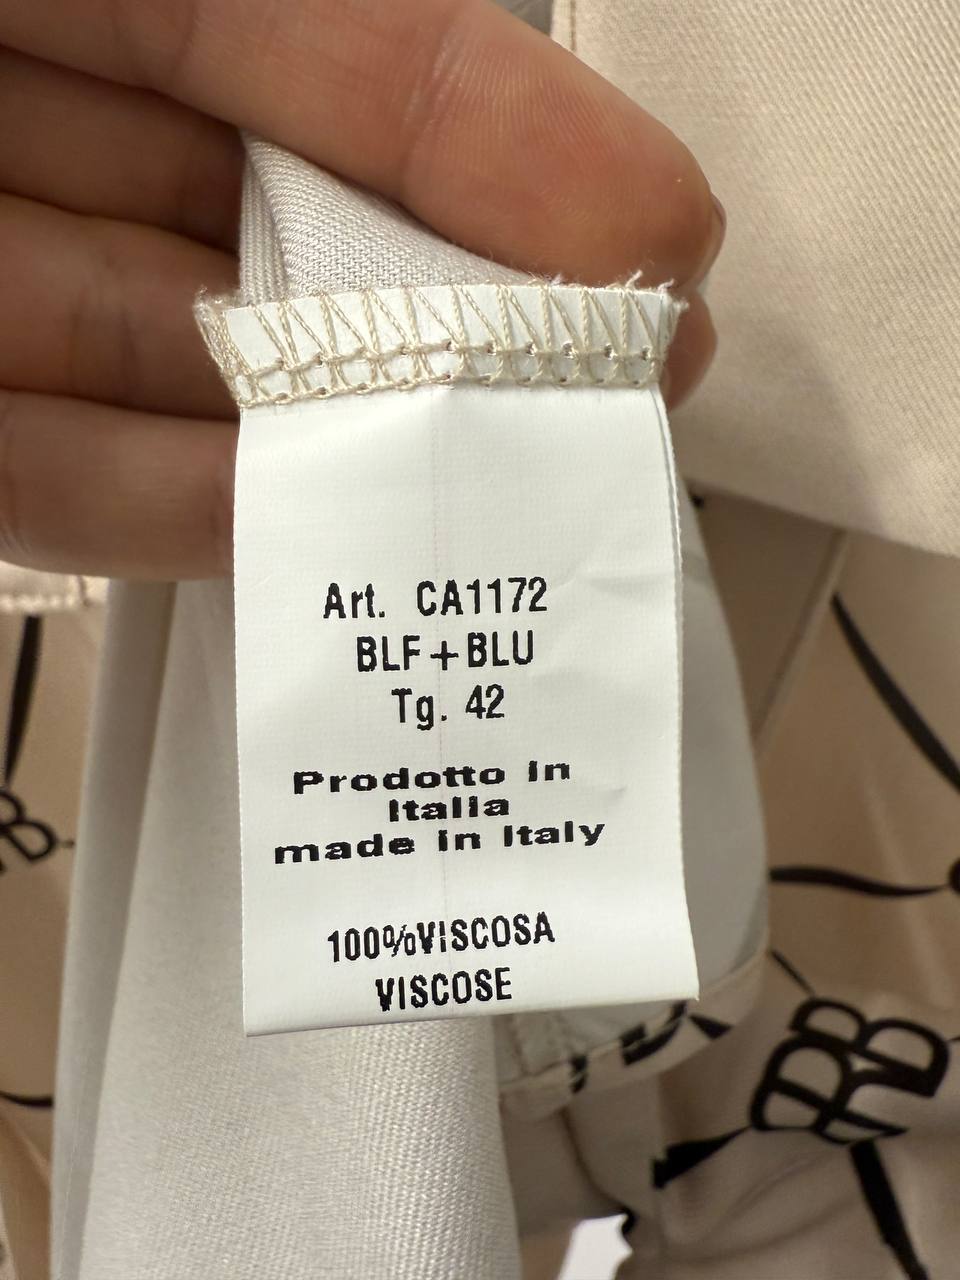 Art. CA1172
BLF+BLU
Tg. 42
Prodotto in
Italia
made in Italy
100%VISCOSA
VISCOSE